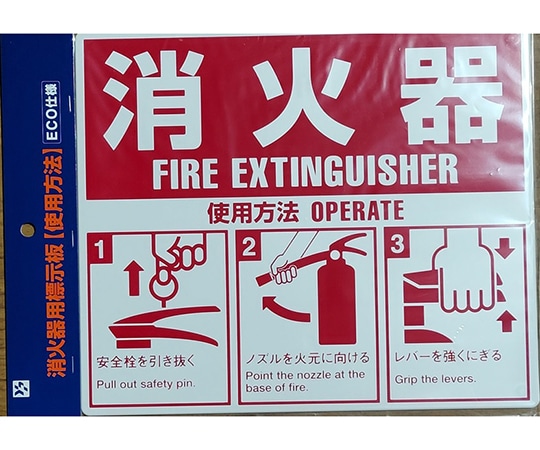 消火器
FIRE EXTINGUISHER
使用方法 OPERATE
1
安全栓を引き抜く
Pull out safety pin.
2
ノズルを火元に向ける
Point the nozzle at the
base of fire.
3
レバーを強くにぎる
Grip the levers.
消火器用標示板【使用方法】 ECO仕様